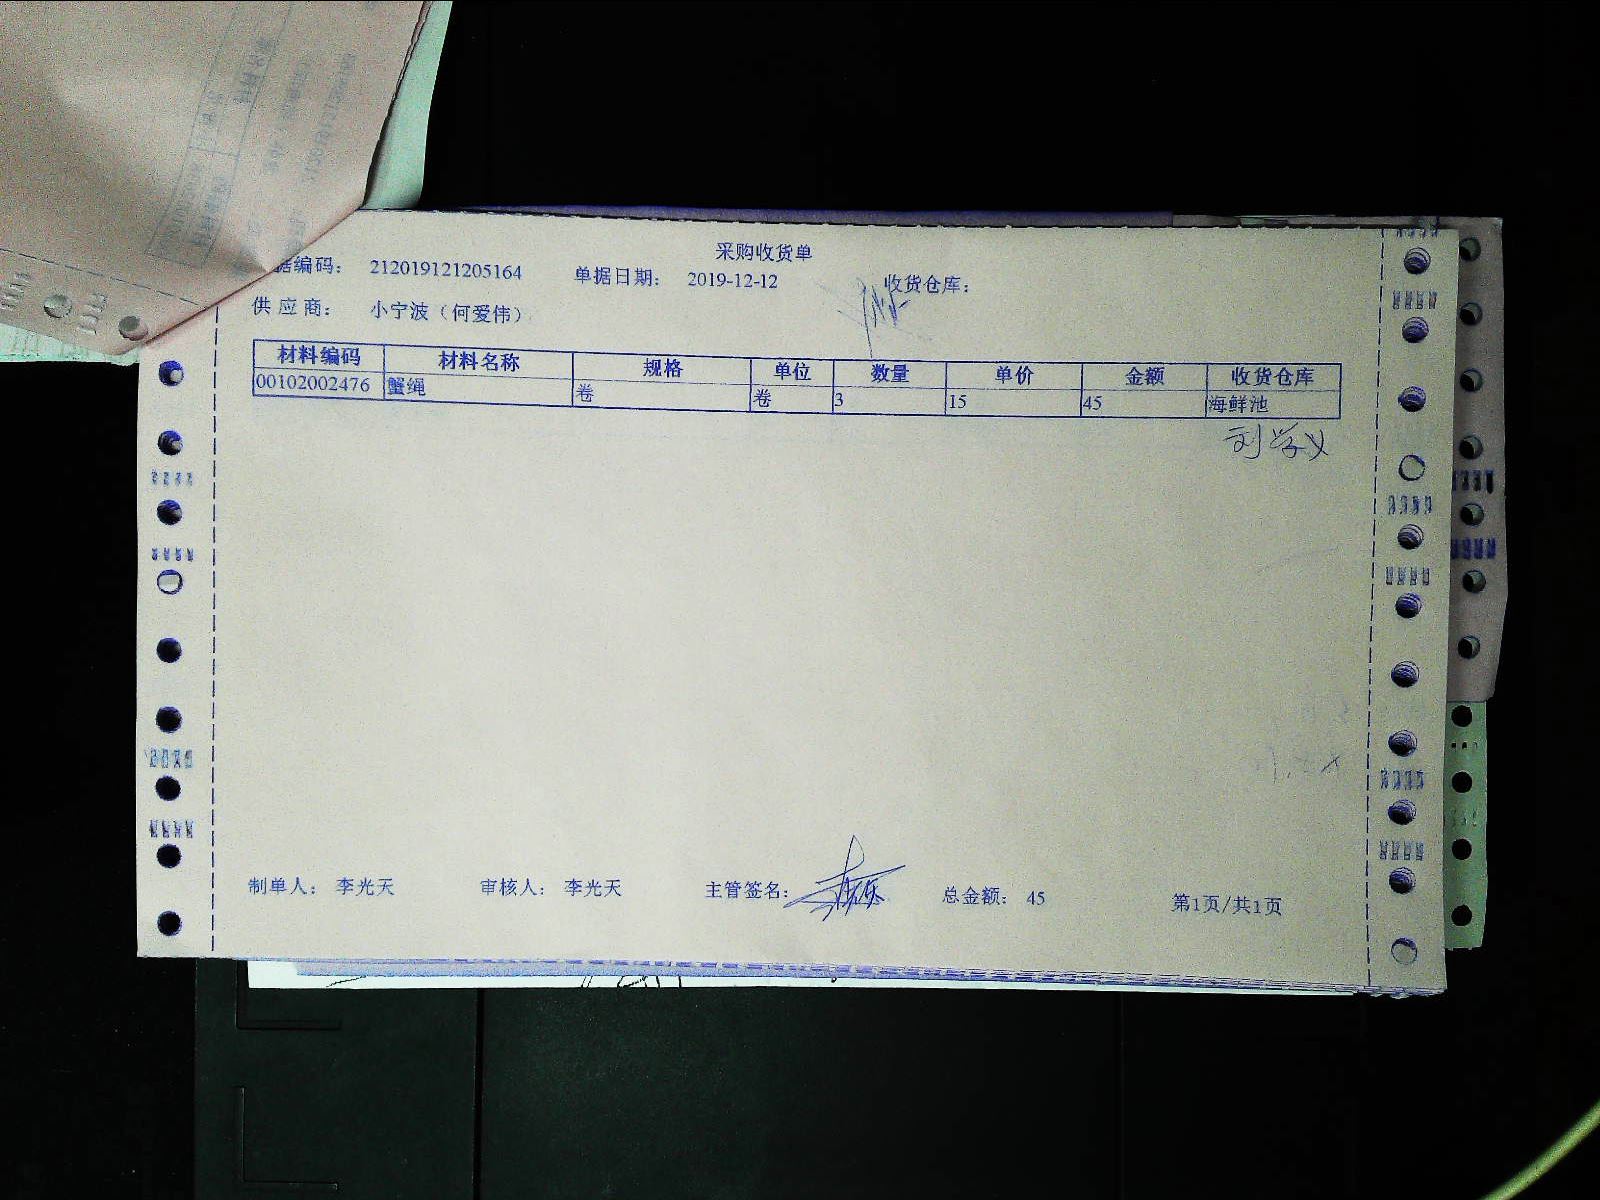 采购收货单
据编码： 212019121205164 单据日期： 2019-12-12 收货仓库：
供应商： 小宁波（何爱伟）
材料编码 材料名称 规格 单位 数量 单价 金额 收货仓库
00102002476 蟹绳 卷 卷 3 15 45 海鲜池
刘学义
制单人： 李光天 审核人： 李光天 主管签名： 总金额： 45 第1页/共1页